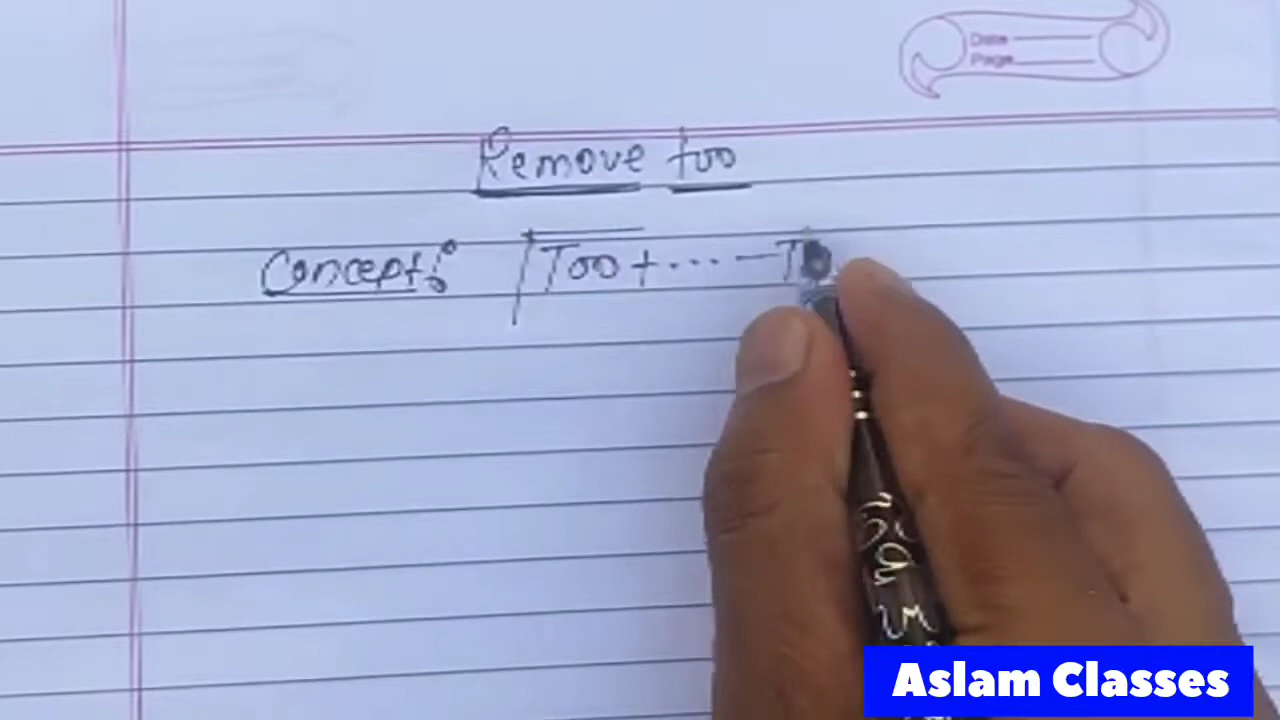 Date
Page
Remove too
Concept: Too + ... - To
Aslam Classes